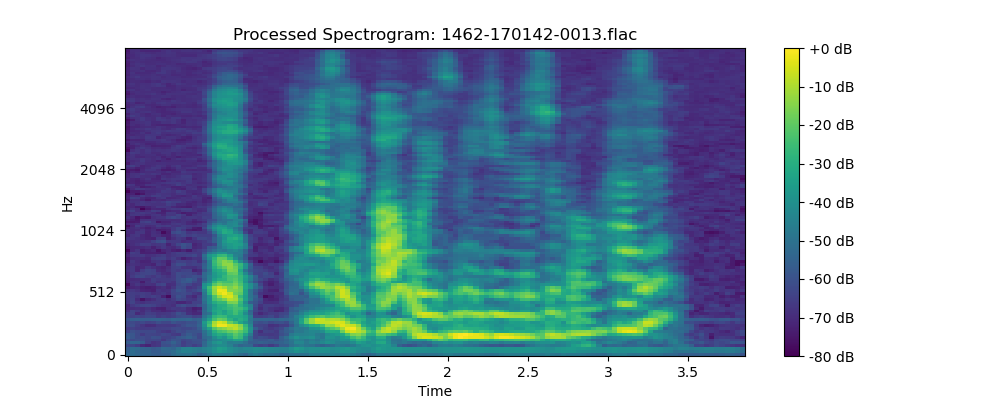 Processed Spectrogram: 1462-170142-0013.flac
Hz
4096
2048
1024
512
0
0
0.5
1
1.5
2
2.5
3
3.5
Time
+0 dB
-10 dB
-20 dB
-30 dB
-40 dB
-50 dB
-60 dB
-70 dB
-80 dB